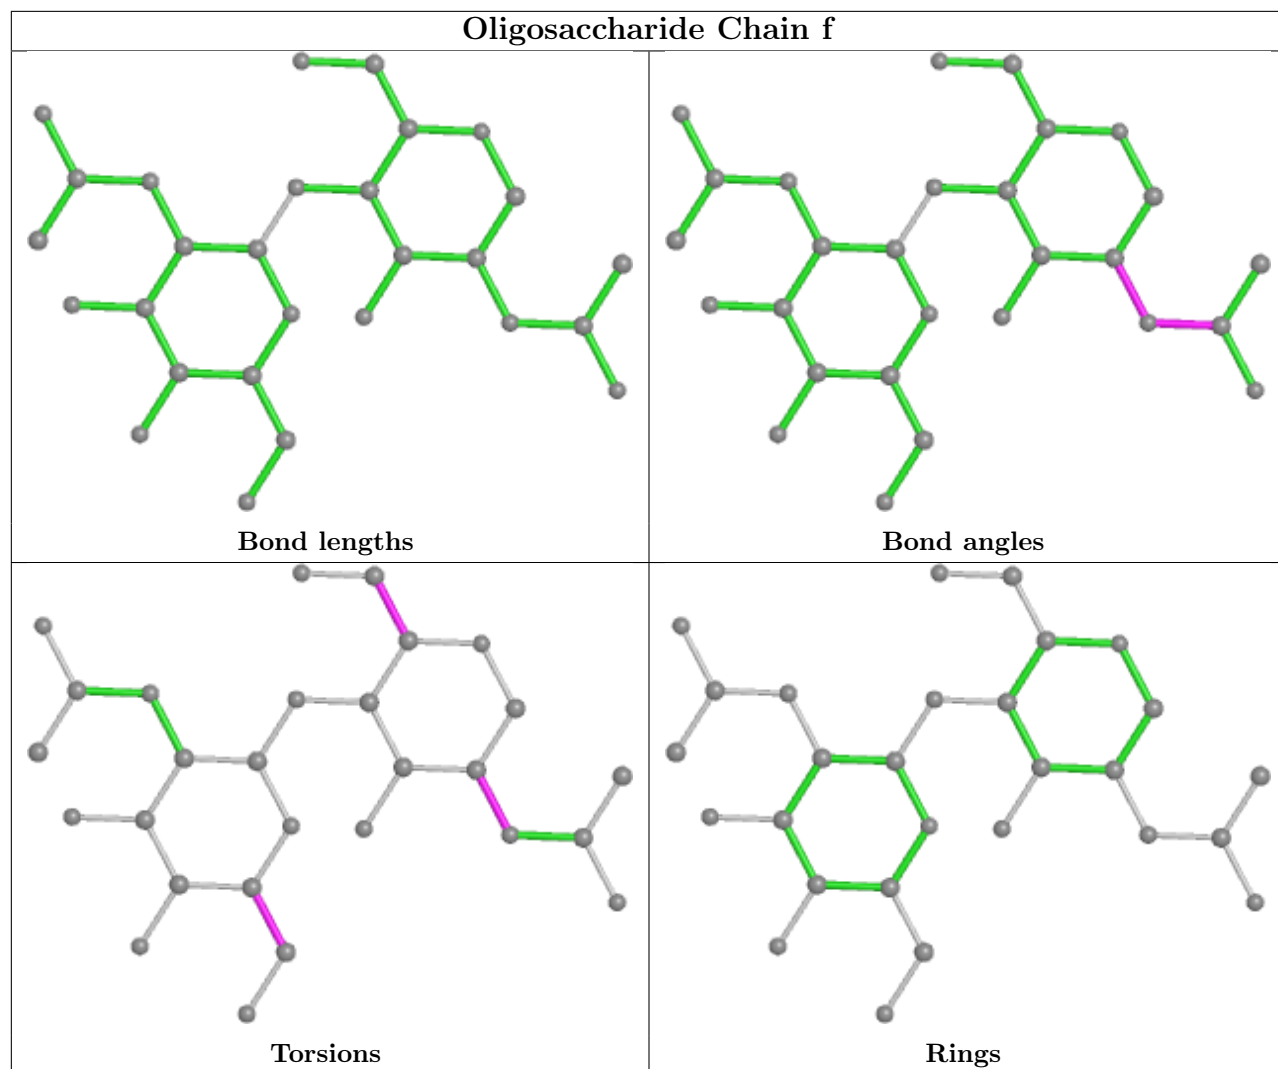 Oligosaccharide Chain f
Bond lengths
Bond angles
Torsions
Rings